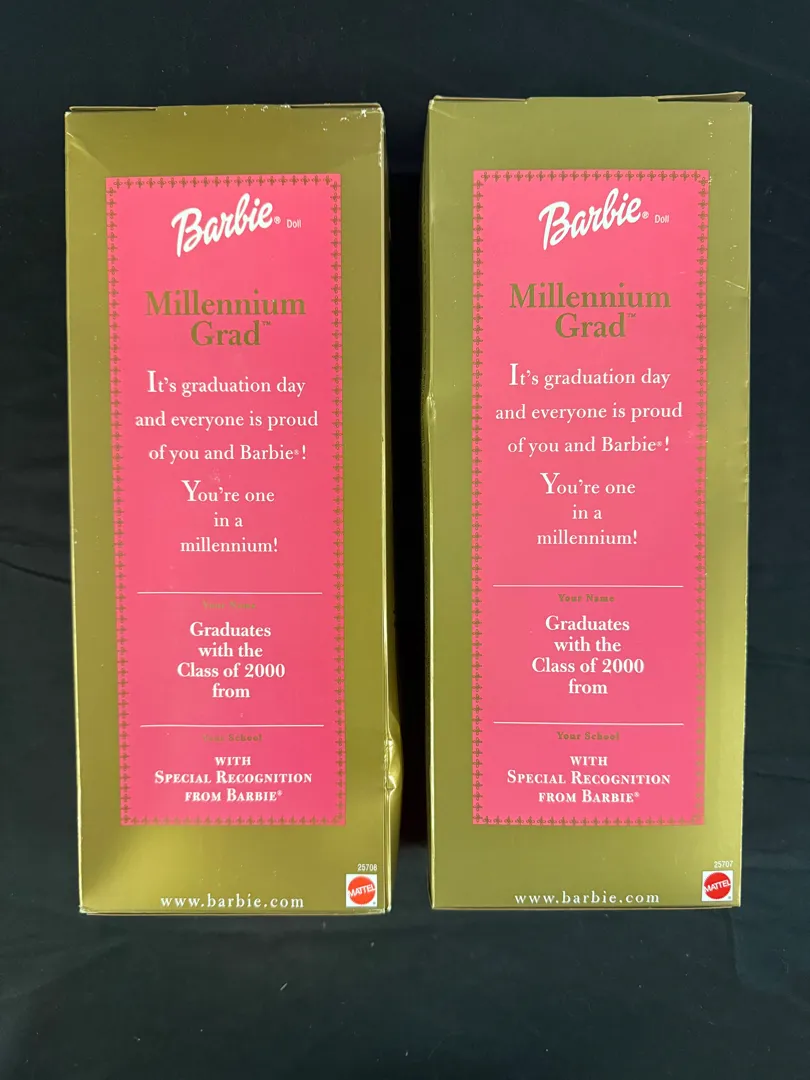 Barbie® Doll
Millennium
Grad™
It's graduation day
and everyone is proud
of you and Barbie®!
You're one
in a
millennium!
Your Name
Graduates
with the
Class of 2000
from
Your School
WITH
SPECIAL RECOGNITION
FROM BARBIE®
25708
MATTEL
www.barbie.com
Barbie® Doll
Millennium
Grad™
It's graduation day
and everyone is proud
of you and Barbie®!
You're one
in a
millennium!
Your Name
Graduates
with the
Class of 2000
from
Your School
WITH
SPECIAL RECOGNITION
FROM BARBIE®
25707
MATTEL
www.barbie.com